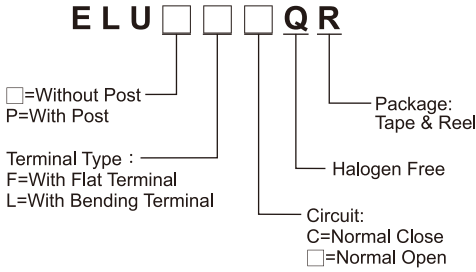 ELU□□□QR
□=Without Post
P=With Post
Package:
Tape & Reel
Terminal Type :
F=With Flat Terminal
L=With Bending Terminal
Halogen Free
Circuit:
C=Normal Close
□=Normal Open